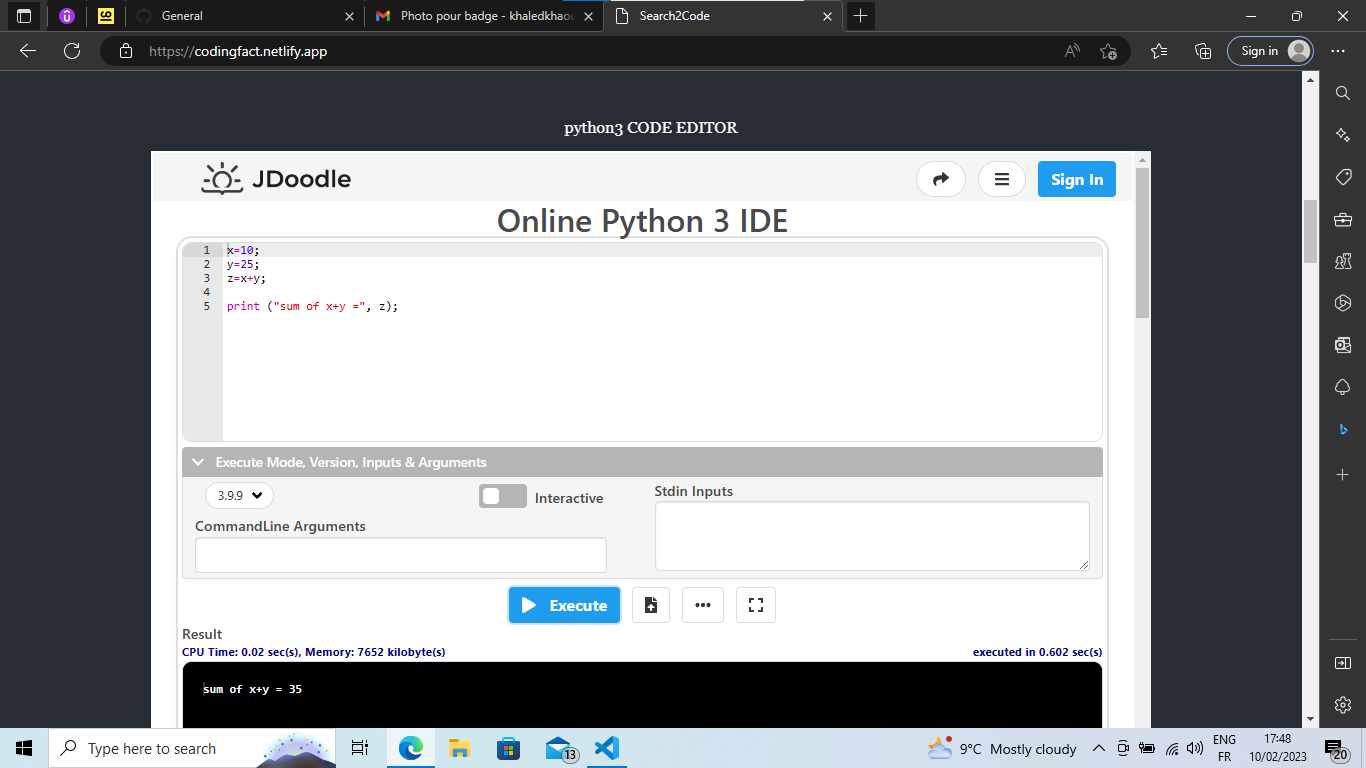 General
Photo pour badge - khaledkhaou
Search2Code
https://codingfact.netlify.app
Sign in
python3 CODE EDITOR
JDoodle
Sign In
Online Python 3 IDE
1 x=10;
2 y=25;
3 z=x+y;
4
5 print ("sum of x+y =", z);
Execute Mode, Version, Inputs & Arguments
3.9.9
Interactive
Stdin Inputs
CommandLine Arguments
Execute
Result
CPU Time: 0.02 sec(s), Memory: 7652 kilobyte(s)
executed in 0.602 sec(s)
sum of x+y = 35
Type here to search
13
9°C Mostly cloudy
ENG
FR
17:48
10/02/2023
20